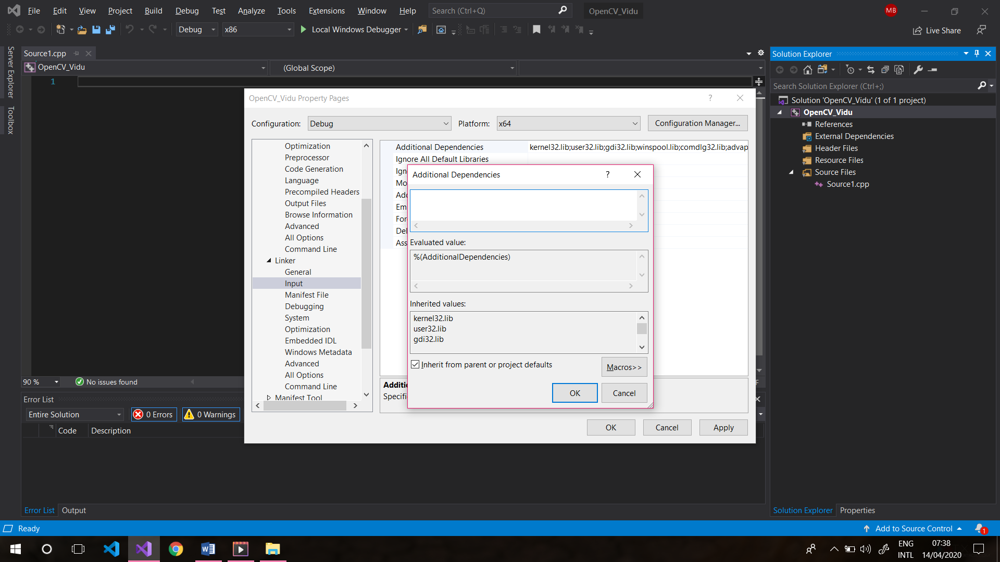 File Edit View Project Build Debug Test Analyze Tools Extensions Window Help Search (Ctrl+Q) OpenCV_Vidu MB
Debug x86 Local Windows Debugger Live Share
Server Explorer
Toolbox
Source1.cpp
OpenCV_Vidu (Global Scope)
1
OpenCV_Vidu Property Pages ?
Configuration: Debug Platform: x64 Configuration Manager...
Optimization
Preprocessor
Code Generation
Language
Precompiled Headers
Output Files
Browse Information
Advanced
All Options
Command Line
Linker
General
Input
Manifest File
Debugging
System
Optimization
Embedded IDL
Windows Metadata
Advanced
All Options
Command Line
Manifest Tool
Additional Dependencies kernel32.lib;user32.lib;gdi32.lib;winspool.lib;comdlg32.lib;advap
Ignore All Default Libraries
Ign
Mo
Add
Em
For
Del
Ass
Additional Dependencies ?
Evaluated value:
%(AdditionalDependencies)
Inherited values:
kernel32.lib
user32.lib
gdi32.lib
Inherit from parent or project defaults
Macros>>
OK Cancel
Additi
Specifi
OK Cancel Apply
90 % No issues found
Error List
Entire Solution 0 Errors 0 Warnings
Code Description
Error List Output
Solution Explorer
Search Solution Explorer (Ctrl+;)
Solution 'OpenCV_Vidu' (1 of 1 project)
OpenCV_Vidu
References
External Dependencies
Header Files
Resource Files
Source Files
Source1.cpp
Solution Explorer Properties
Ready Add to Source Control 1
ENG 07:38
INTL 14/04/2020